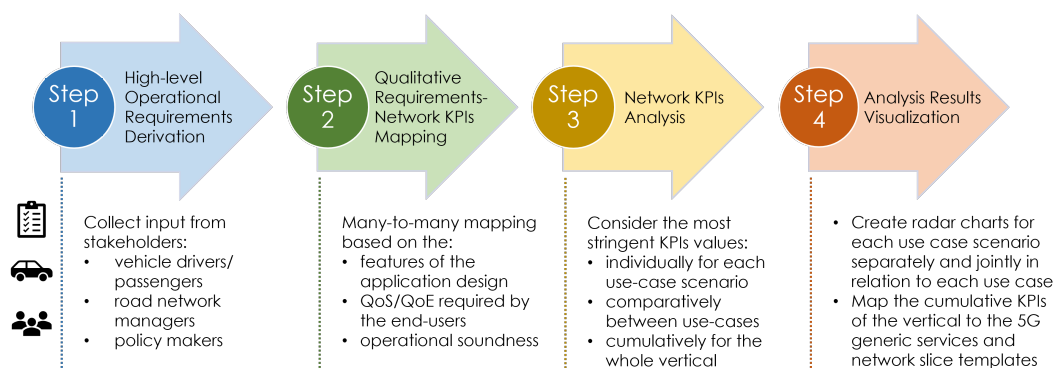 Step
1
High-level
Operational
Requirements
Derivation
Step
2
Qualitative
Requirements-
Network KPIs
Mapping
Step
3
Network KPIs
Analysis
Step
4
Analysis Results
Visualization
Collect input from
stakeholders:
• vehicle drivers/
passengers
• road network
managers
• policy makers
Many-to-many mapping
based on the:
• features of the
application design
• QoS/QoE required by
the end-users
• operational soundness
Consider the most
stringent KPIs values:
• individually for each
use-case scenario
• comparatively
between use-cases
• cumulatively for the
whole vertical
• Create radar charts for
each use case scenario
separately and jointly in
relation to each use case
• Map the cumulative KPIs
of the vertical to the 5G
generic services and
network slice templates